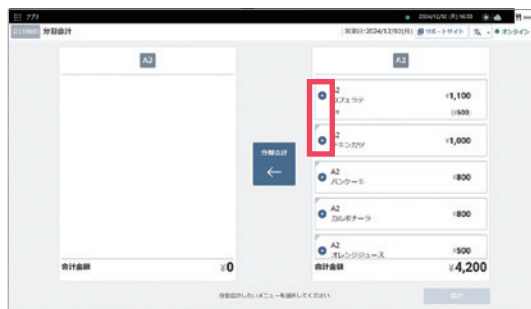 アプリ
2024/12/02 (月) 16:50
分割会計
営業日:2024/12/02(月)
サポートサイト
オンライン
A2
¥0
合計金額
分割会計
A2
A2
カフェラテ
¥1,100
(¥600)
A2
チキンカツ
¥1,000
A2
パンケーキ
¥800
A2
カルボナーラ
¥800
A2
オレンジジュース
¥500
合計金額
¥4,200
分割会計したいメニューを選択してください
会計